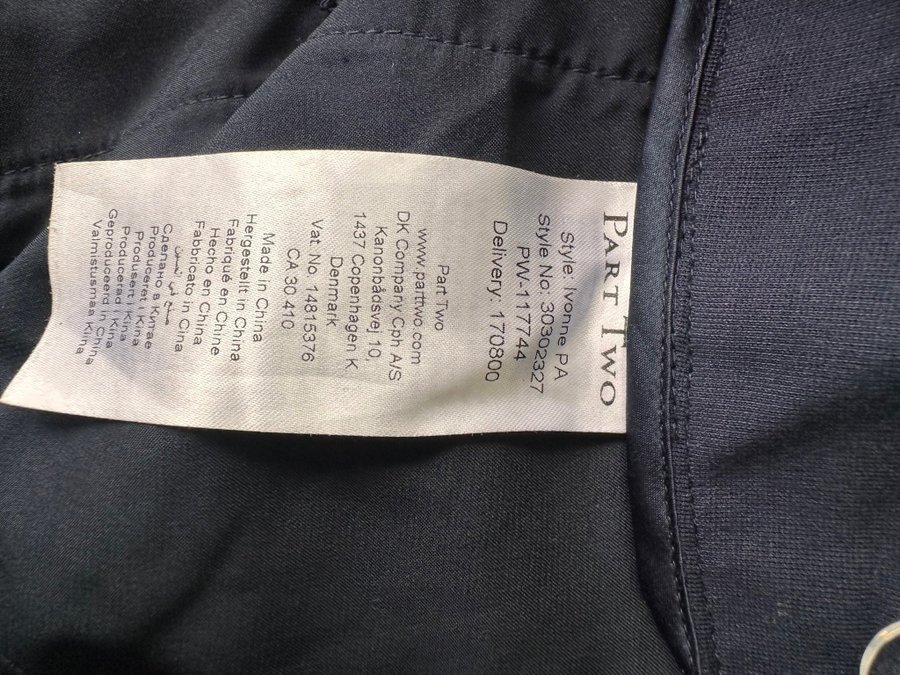 PART TWO
Style: Ivonne PA
Style No: 30302327
PW-117744
Delivery: 170800
Part Two
www.parttwo.com
DK Company Cph A/S
Kanonbådsvej 10,
1437 Copenhagen K
Denmark
Vat. No. 14815376
CA 30 410
Made in China
Hergestellt in China
Fabriqué en Chine
Hecho en China
Fabbricato in Cina
Сделано в Китае
Produceret i Kina
Produsert i Kina
Producerad i Kina
Geproduceerd in China
Valmistusmaa Kiina